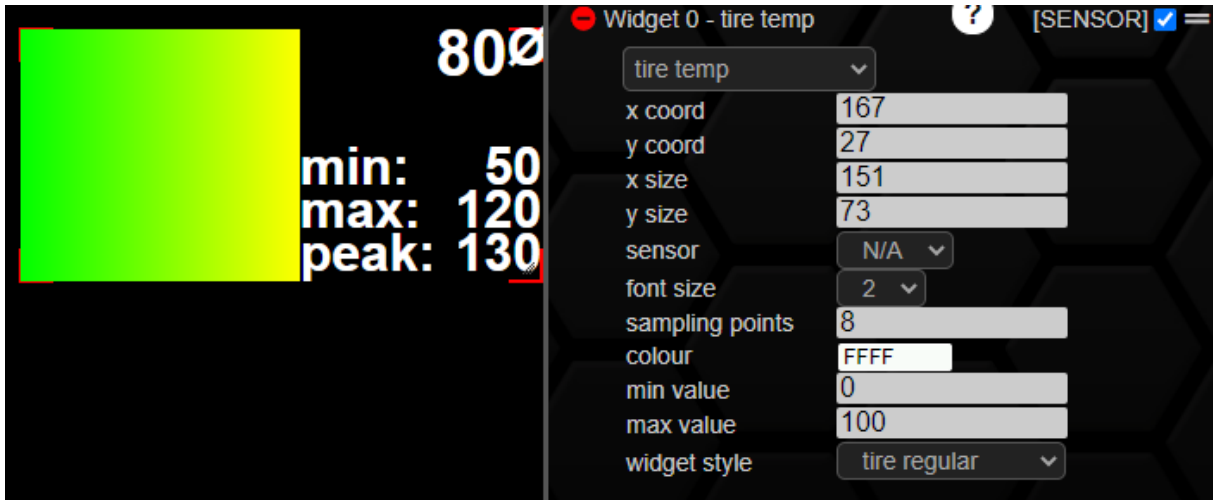 80Ø
min: 50
max: 120
peak: 130
Widget 0 - tire temp
?
[SENSOR]
tire temp
x coord 167
y coord 27
x size 151
y size 73
sensor N/A
font size 2
sampling points 8
colour FFFF
min value 0
max value 100
widget style tire regular